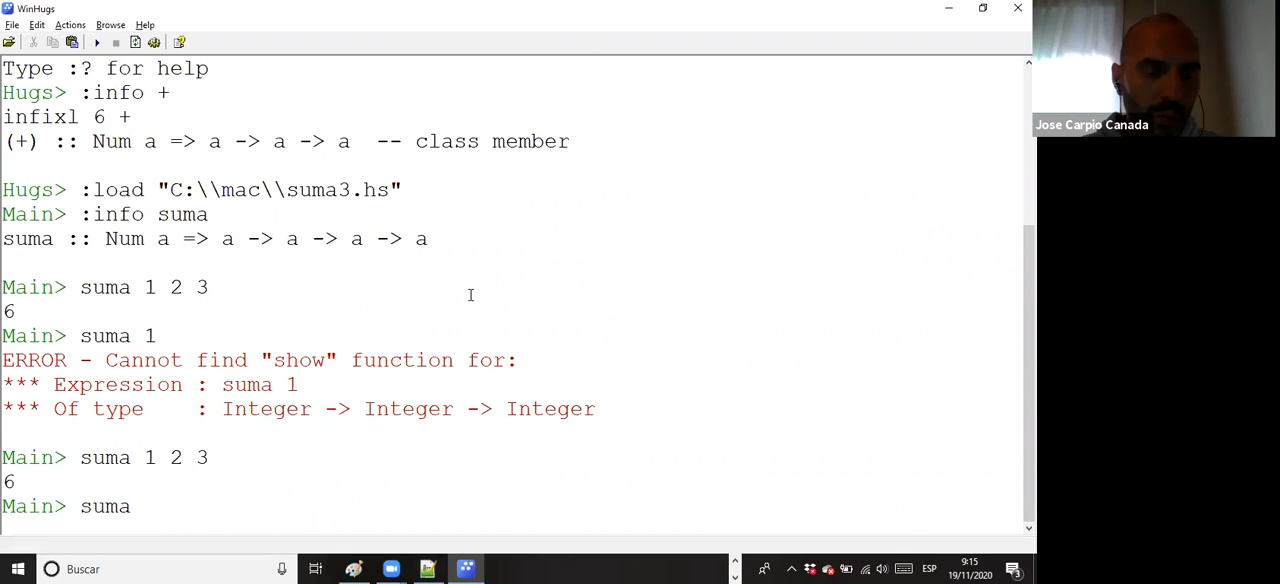 WinHugs
File Edit Actions Browse Help
Type :? for help
Hugs> :info +
infixl 6 +
(+) :: Num a => a -> a -> a  -- class member
Hugs> :load "C:\\mac\\suma3.hs"
Main> :info suma
suma :: Num a => a -> a -> a -> a
Main> suma 1 2 3
6
Main> suma 1
ERROR - Cannot find "show" function for:
*** Expression : suma 1
*** Of type    : Integer -> Integer -> Integer
Main> suma 1 2 3
6
Main> suma
Jose Carpio Canada
Buscar
ESP
9:15
19/11/2020
3